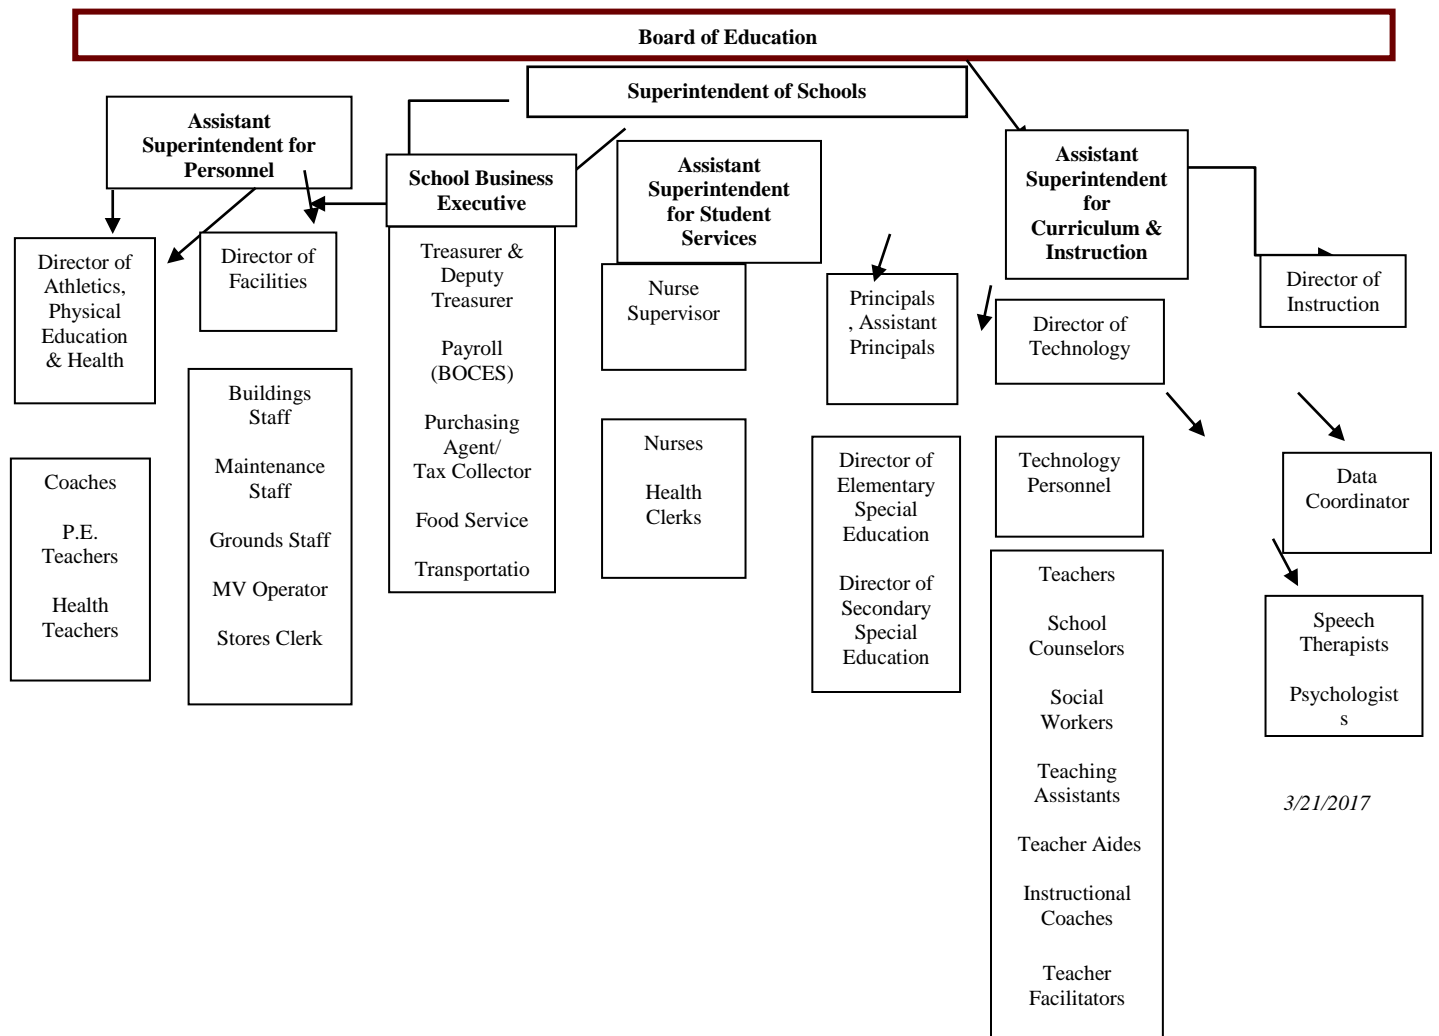 Board of Education
Superintendent of Schools
Assistant
Superintendent for
Personnel
School Business
Executive
Assistant
Superintendent
for Student
Services
Assistant
Superintendent
for
Curriculum &
Instruction
Director of
Athletics,
Physical
Education
& Health
Director of
Facilities
Treasurer &
Deputy
Treasurer
Payroll
(BOCES)
Purchasing
Agent/
Tax Collector
Food Service
Transportatio
Nurse
Supervisor
Principals
, Assistant
Principals
Director of
Technology
Director of
Instruction
Coaches
P.E.
Teachers
Health
Teachers
Buildings
Staff
Maintenance
Staff
Grounds Staff
MV Operator
Stores Clerk
Nurses
Health
Clerks
Director of
Elementary
Special
Education
Director of
Secondary
Special
Education
Technology
Personnel
Teachers
School
Counselors
Social
Workers
Teaching
Assistants
Teacher Aides
Instructional
Coaches
Teacher
Facilitators
Data
Coordinator
Speech
Therapists
Psychologist
s
3/21/2017